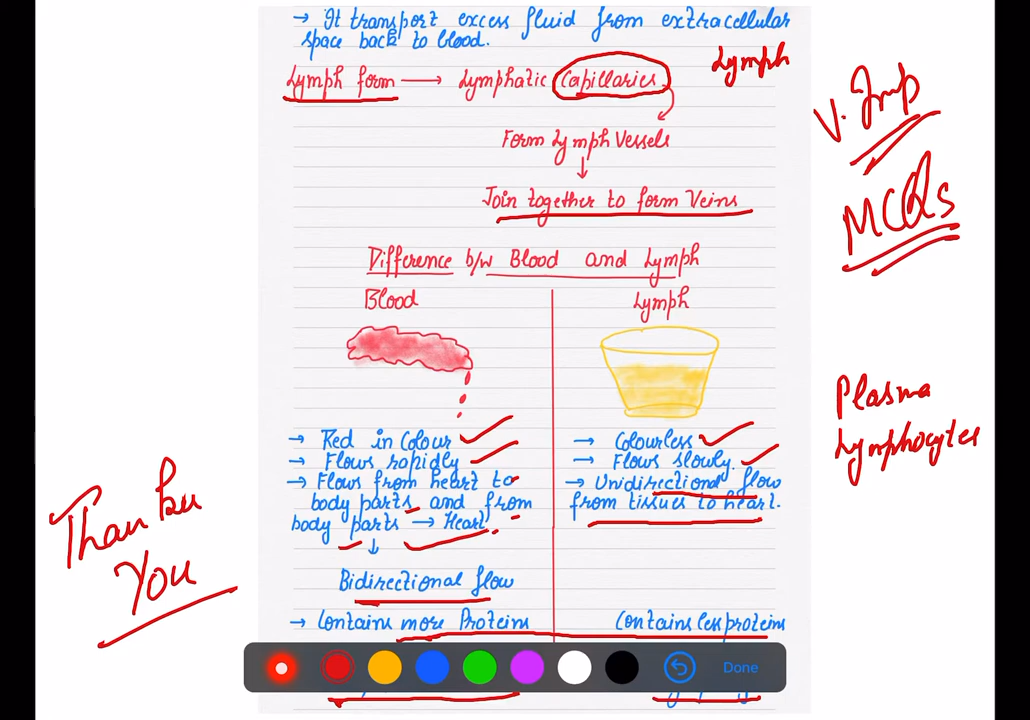 → It transport excess fluid from extracellular
space back to blood.
Lymph
Lymph form → Lymphatic Capillaries
Form Lymph Vessels
↓
Join together to form Veins
V. Imp
MCQs
Difference b/w Blood and Lymph
Blood
→ Red in Colour
→ Flows rapidly
→ Flows from heart to
body parts and from
body parts → Heart
↓
Bidirectional flow
→ Contains more Proteins
Lymph
→ Colourless
→ Flows slowly.
→ Unidirectional flow
from tissues to heart.
Contains less proteins
Plasma
Lymphocytes
You
Done